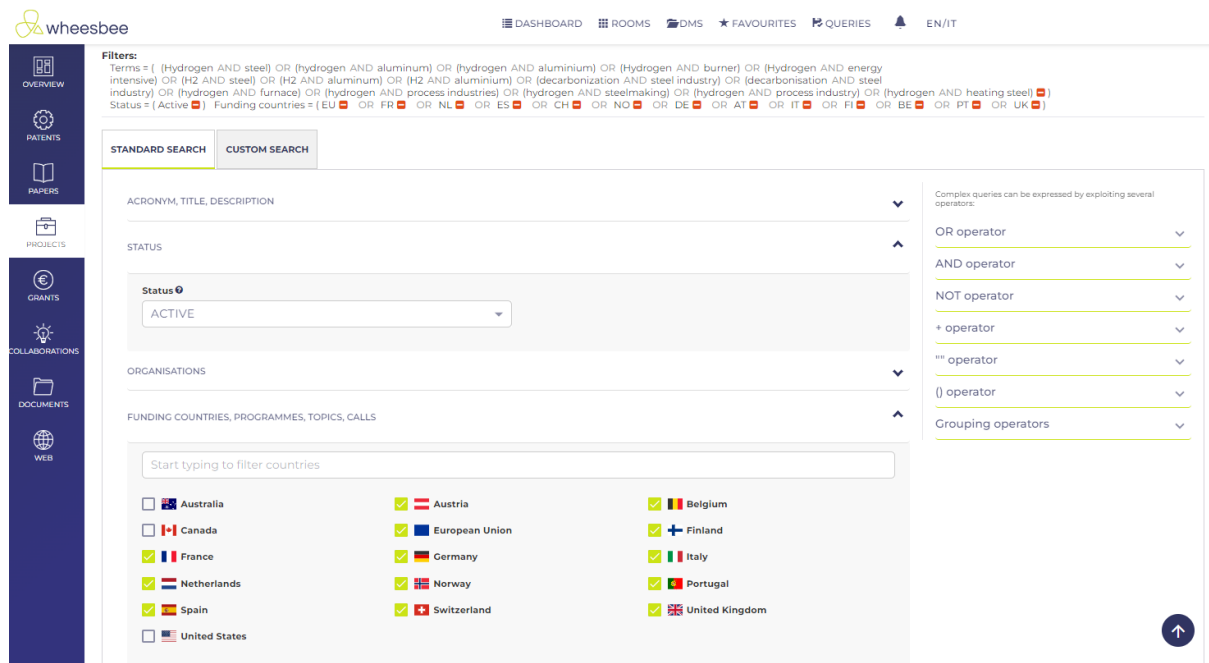 wheesbee
DASHBOARD ROOMS DMS FAVOURITES QUERIES EN/IT
OVERVIEW
PATENTS
PAPERS
PROJECTS
GRANTS
COLLABORATIONS
DOCUMENTS
WEB
Filters:
Terms = ( (Hydrogen AND steel) OR (hydrogen AND aluminum) OR (hydrogen AND aluminium) OR (Hydrogen AND burner) OR (Hydrogen AND energy
intensive) OR (H2 AND steel) OR (H2 AND aluminum) OR (H2 AND aluminium) OR (decarbonization AND steel industry) OR (decarbonisation AND steel
industry) OR (hydrogen AND furnace) OR (hydrogen AND process industries) OR (hydrogen AND steelmaking) OR (hydrogen AND process industry) OR (hydrogen AND heating steel) )
Status = ( Active ) Funding countries = ( EU OR FR OR NL OR ES OR CH OR NO OR DE OR AT OR IT OR FI OR BE OR PT OR UK )
STANDARD SEARCH CUSTOM SEARCH
ACRONYM, TITLE, DESCRIPTION
STATUS
Status
ACTIVE
ORGANISATIONS
FUNDING COUNTRIES, PROGRAMMES, TOPICS, CALLS
Start typing to filter countries
Australia Austria Belgium
Canada European Union Finland
France Germany Italy
Netherlands Norway Portugal
Spain Switzerland United Kingdom
United States
Complex queries can be expressed by exploiting several
operators:
OR operator
AND operator
NOT operator
+ operator
"" operator
() operator
Grouping operators